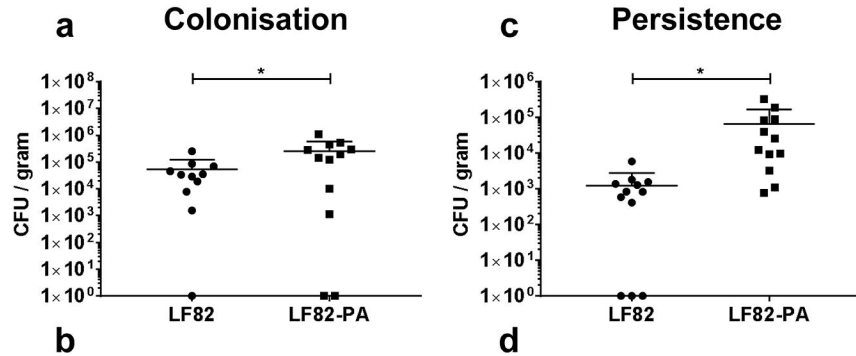 a Colonisation
*
CFU / gram
1×10⁸
1×10⁷
1×10⁶
1×10⁵
1×10⁴
1×10³
1×10²
1×10¹
1×10⁰
LF82 LF82-PA
b
c Persistence
*
CFU / gram
1×10⁶
1×10⁵
1×10⁴
1×10³
1×10²
1×10¹
1×10⁰
LF82 LF82-PA
d